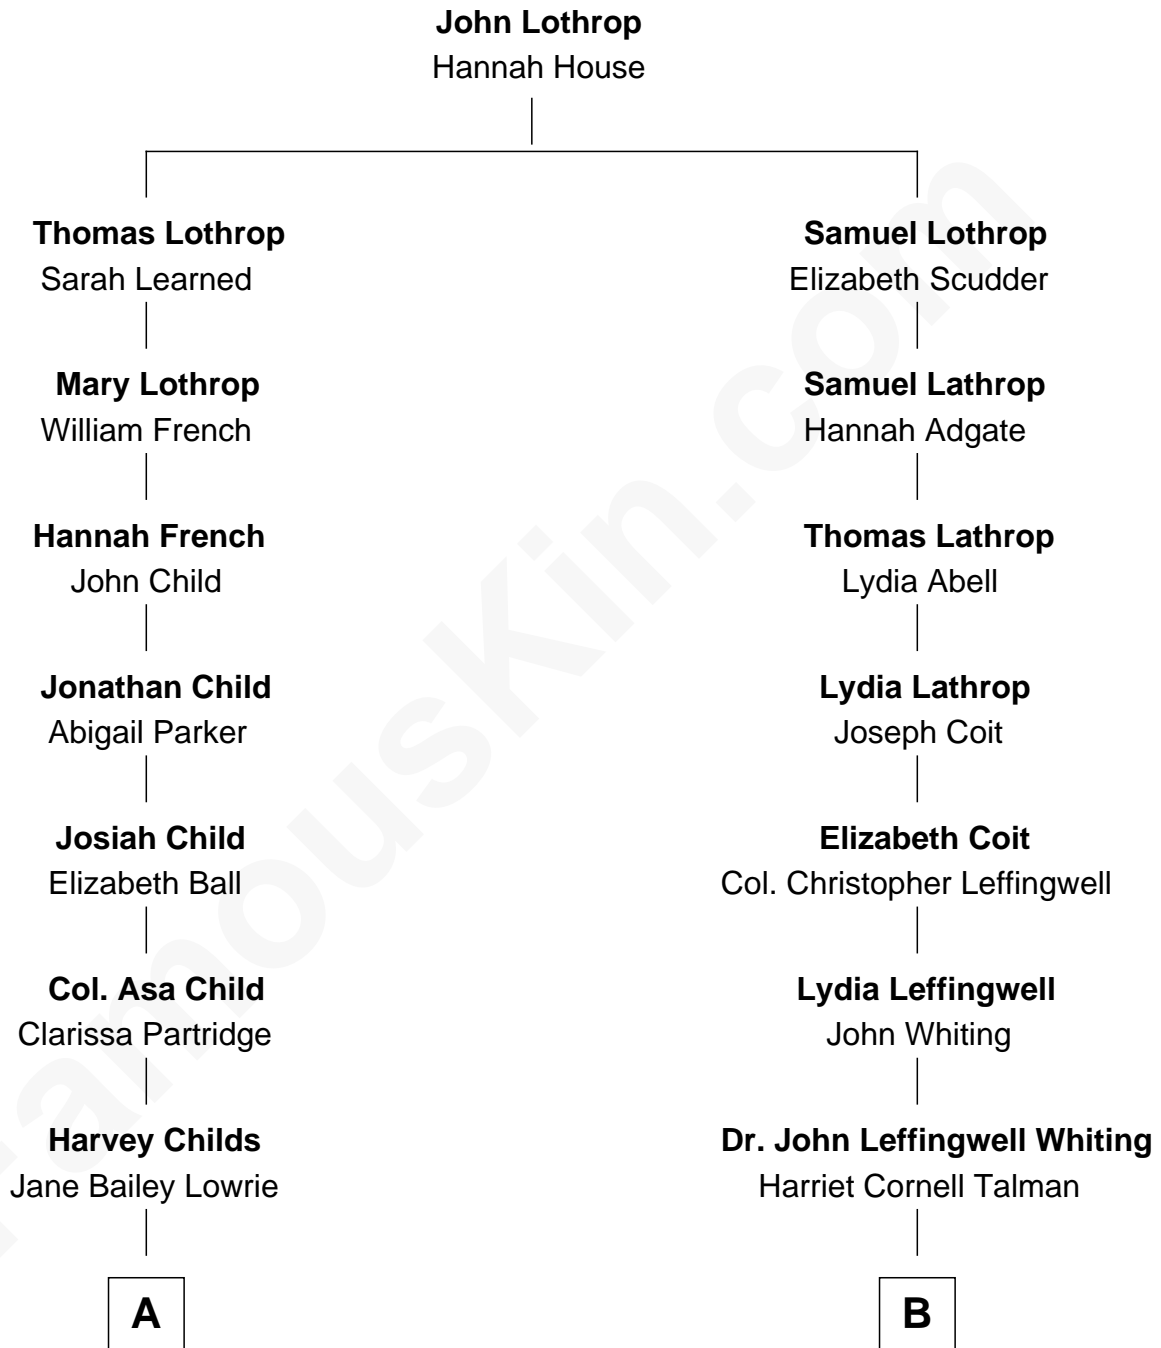 John Lothrop
Hannah House
Thomas Lothrop
Sarah Learned
Samuel Lothrop
Elizabeth Scudder
Mary Lothrop
William French
Samuel Lathrop
Hannah Adgate
Hannah French
John Child
Thomas Lathrop
Lydia Abell
Jonathan Child
Abigail Parker
Lydia Lathrop
Joseph Coit
Josiah Child
Elizabeth Ball
Elizabeth Coit
Col. Christopher Leffingwell
Col. Asa Child
Clarissa Partridge
Lydia Leffingwell
John Whiting
Harvey Childs
Jane Bailey Lowrie
Dr. John Leffingwell Whiting
Harriet Cornell Talman
A
B
FamousKin.com